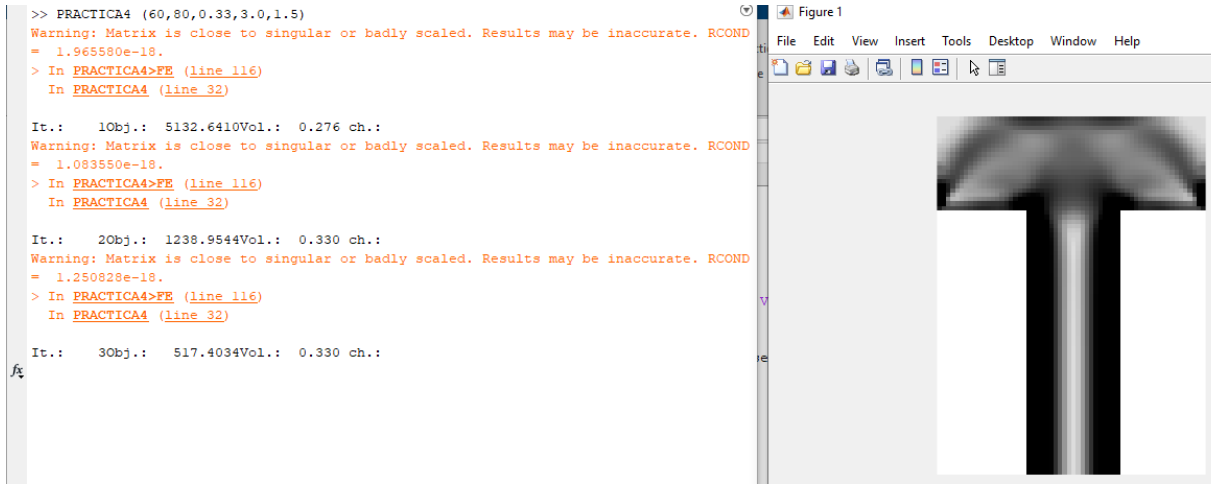 >> PRACTICA4 (60,80,0.33,3.0,1.5)
Warning: Matrix is close to singular or badly scaled. Results may be inaccurate. RCOND
= 1.965580e-18.
> In PRACTICA4>FE (line 116)
In PRACTICA4 (line 32)
It.: 1Obj.: 5132.6410Vol.: 0.276 ch.:
Warning: Matrix is close to singular or badly scaled. Results may be inaccurate. RCOND
= 1.083550e-18.
> In PRACTICA4>FE (line 116)
In PRACTICA4 (line 32)
It.: 2Obj.: 1238.9544Vol.: 0.330 ch.:
Warning: Matrix is close to singular or badly scaled. Results may be inaccurate. RCOND
= 1.250828e-18.
> In PRACTICA4>FE (line 116)
In PRACTICA4 (line 32)
It.: 3Obj.: 517.4034Vol.: 0.330 ch.:
fx
Figure 1
File Edit View Insert Tools Desktop Window Help